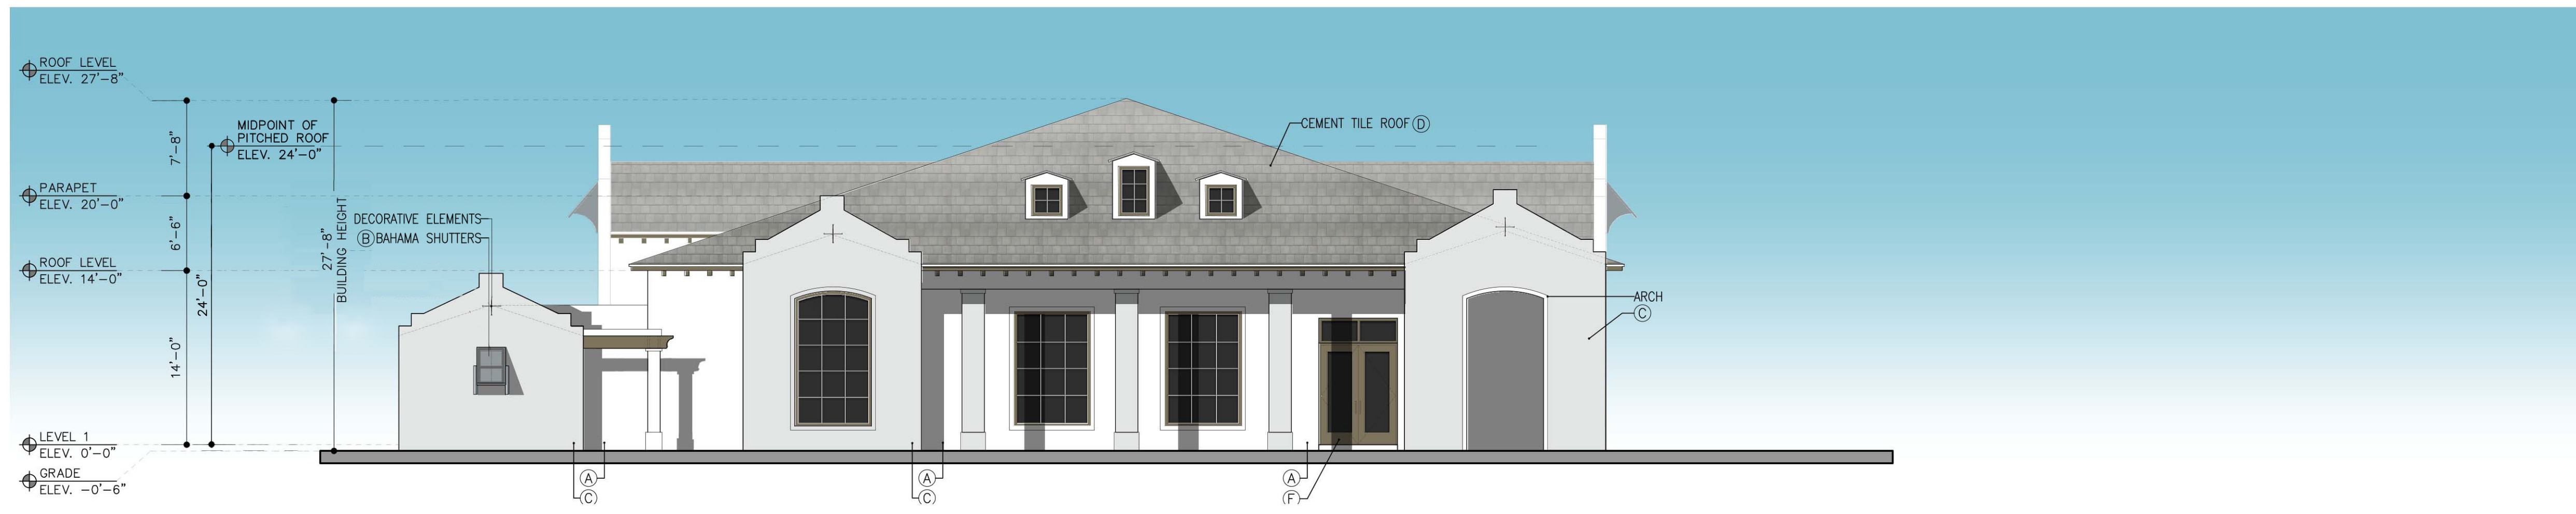 ROOF LEVEL
ELEV. 27'-8"
MIDPOINT OF
PITCHED ROOF
ELEV. 24'-0"
PARAPET
ELEV. 20'-0"
ROOF LEVEL
ELEV. 14'-0"
LEVEL 1
ELEV. 0'-0"
GRADE
ELEV. -0'-6"
7'-8"
6'-6"
14'-0"
24'-0"
27'-8"
BUILDING HEIGHT
DECORATIVE ELEMENTS
B BAHAMA SHUTTERS
CEMENT TILE ROOF D
ARCH
C
A
C
A
C
A
F